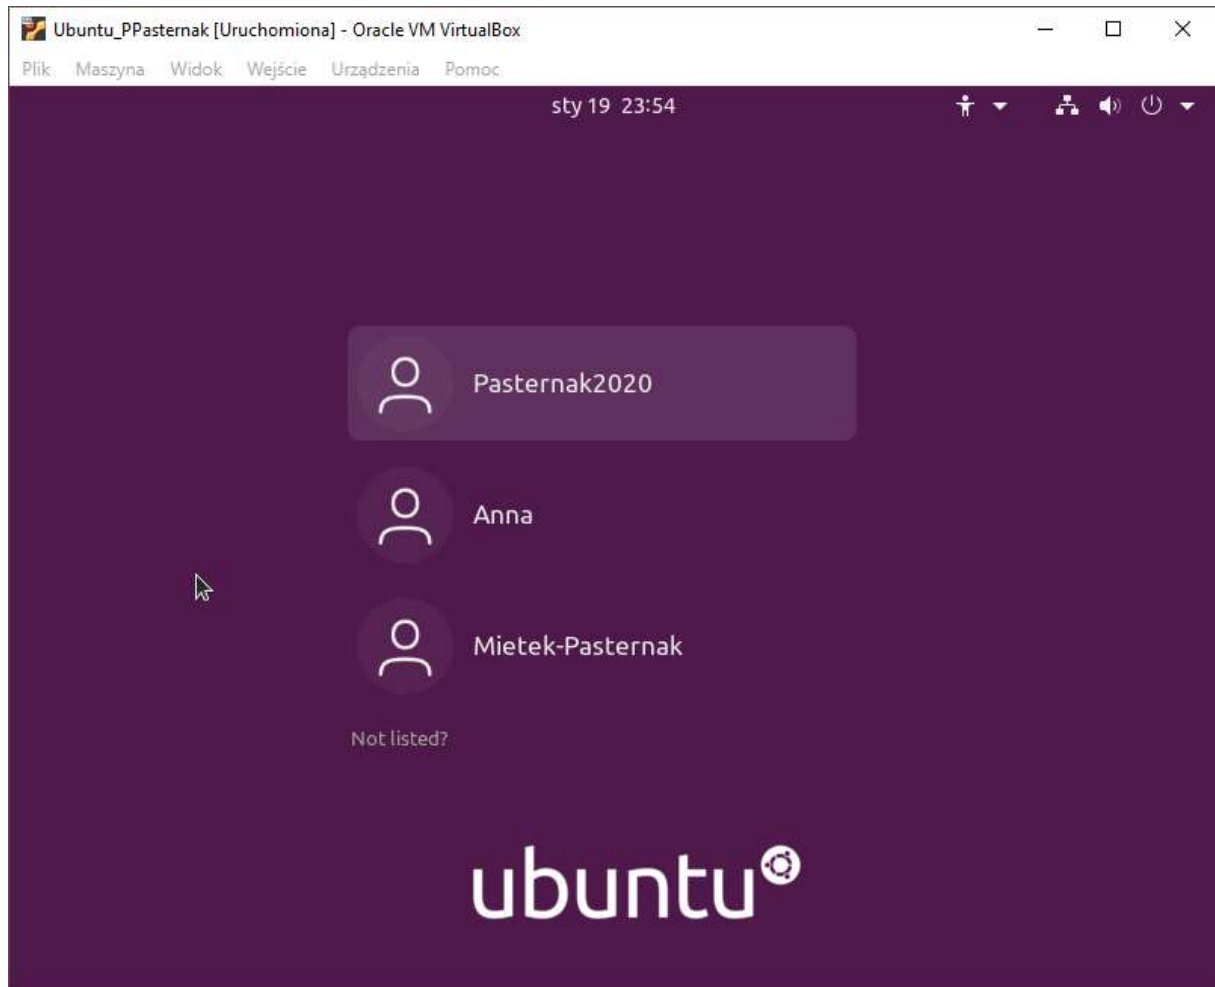 Ubuntu_PPasternak [Uruchomiona] - Oracle VM VirtualBox
Plik Maszyna Widok Wejście Urządzenia Pomoc
sty 19 23:54
Pasternak2020
Anna
Mietek-Pasternak
Not listed?
ubuntu